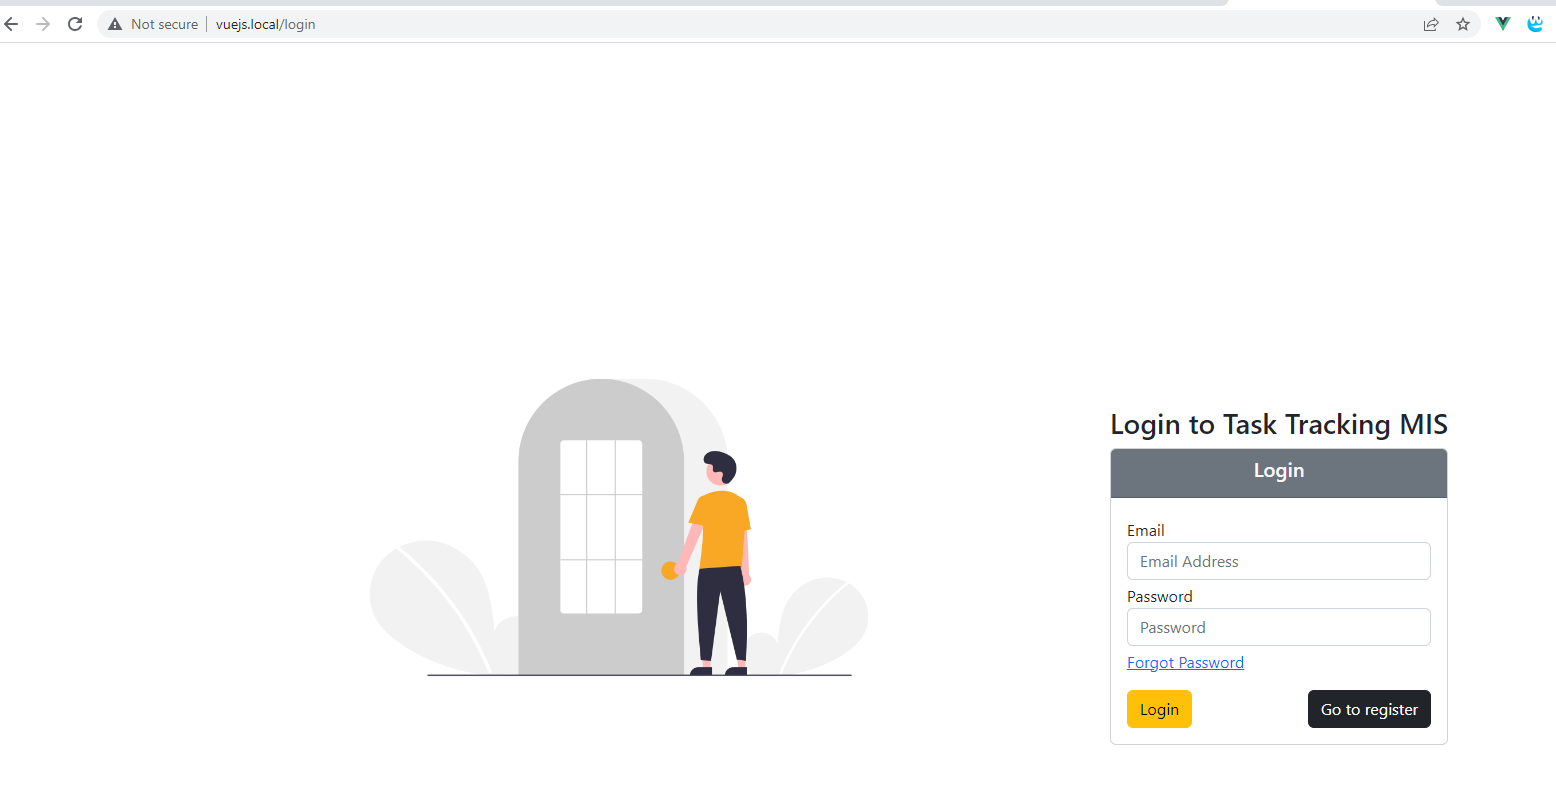 Not secure | vuejs.local/login
Login to Task Tracking MIS
Login
Email
Email Address
Password
Password
Forgot Password
Login Go to register